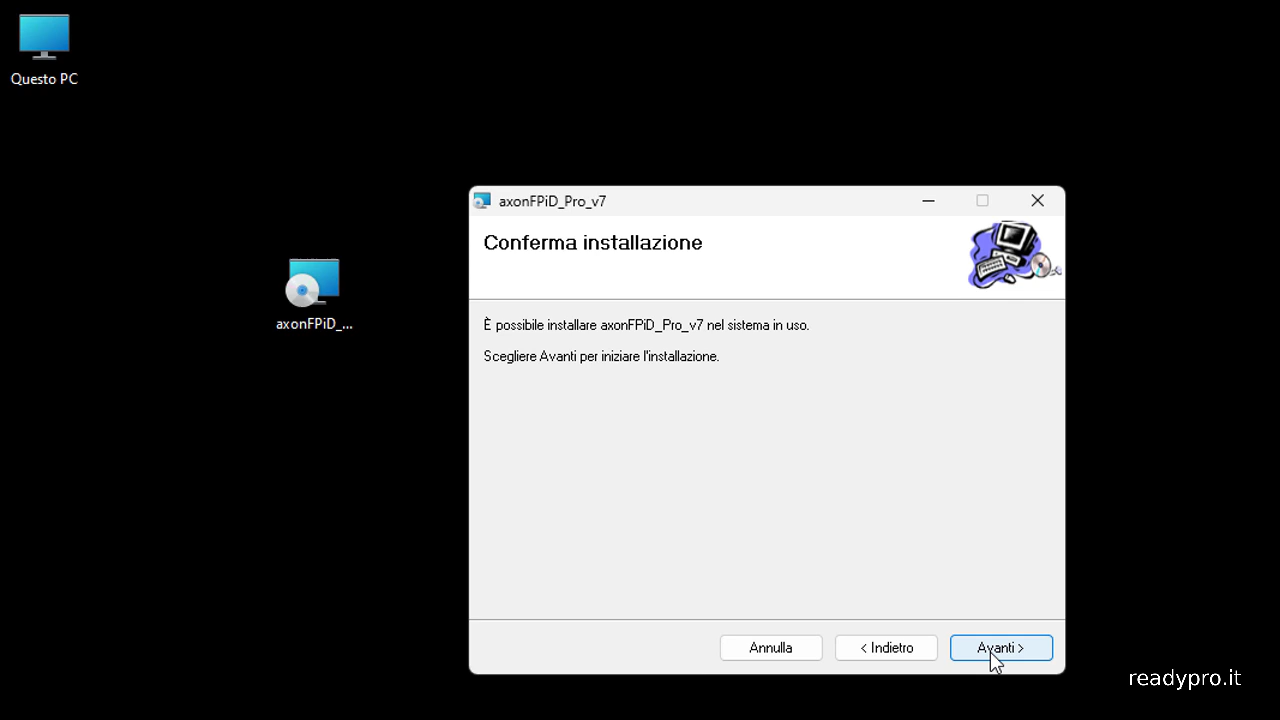 Questo PC
axonFPiD_...
axonFPiD_Pro_v7
Conferma installazione
È possibile installare axonFPiD_Pro_v7 nel sistema in uso.
Scegliere Avanti per iniziare l'installazione.
Annulla
< Indietro
Avanti >
readypro.it